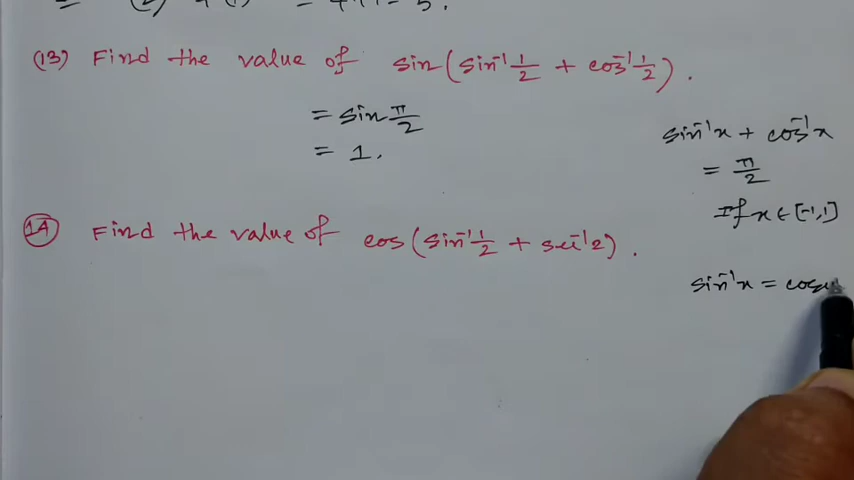 (13) Find the value of sin(sin⁻¹ 1/2 + cos⁻¹ 1/2).
= sin π/2
= 1.
sin⁻¹x + cos⁻¹x
= π/2
If x ∈ [-1,1]
(14) Find the value of cos(sin⁻¹ 1/2 + sec⁻¹2).
sin⁻¹x = cosec